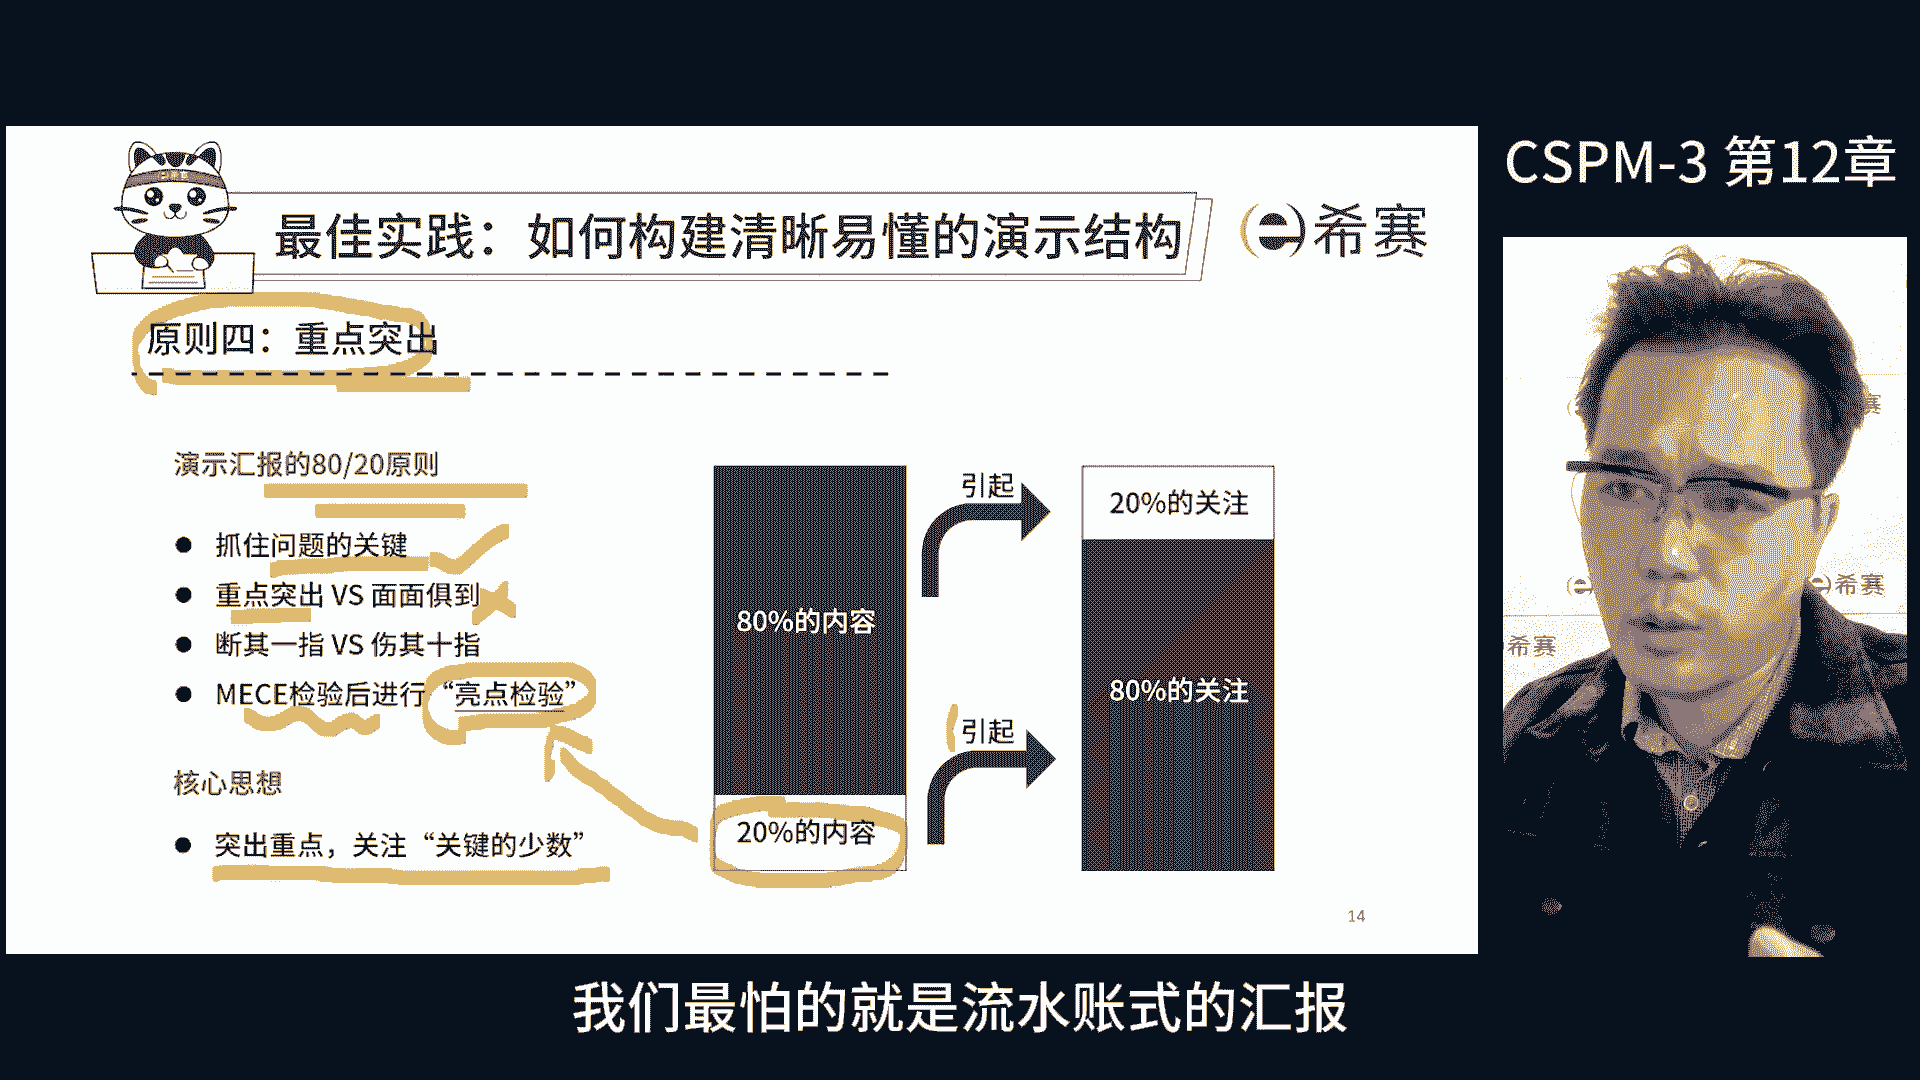 CSPM-3 第12章
最佳实践：如何构建清晰易懂的演示结构
希赛
原则四：重点突出
演示汇报的80/20原则
抓住问题的关键
重点突出 VS 面面俱到
断其一指 VS 伤其十指
MECE检验后进行“亮点检验”
核心思想
突出重点，关注“关键的少数”
80%的内容
20%的内容
引起
引起
20%的关注
80%的关注
14
希赛
希赛
我们最怕的就是流水账式的汇报